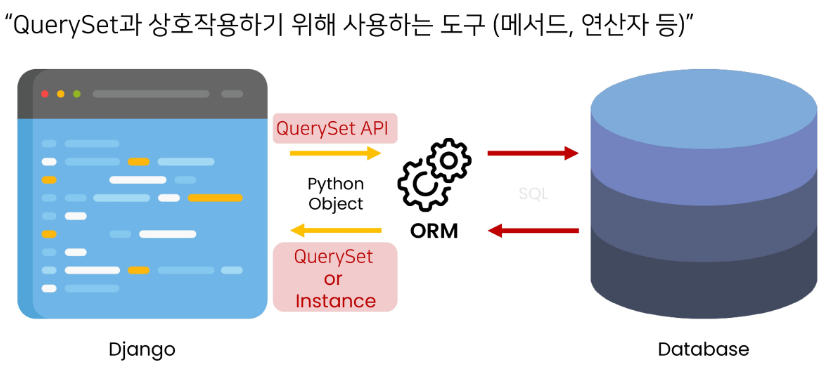 “QuerySet과 상호작용하기 위해 사용하는 도구 (메서드, 연산자 등)”
QuerySet API
Python
Object
SQL
ORM
QuerySet
or
Instance
Django
Database